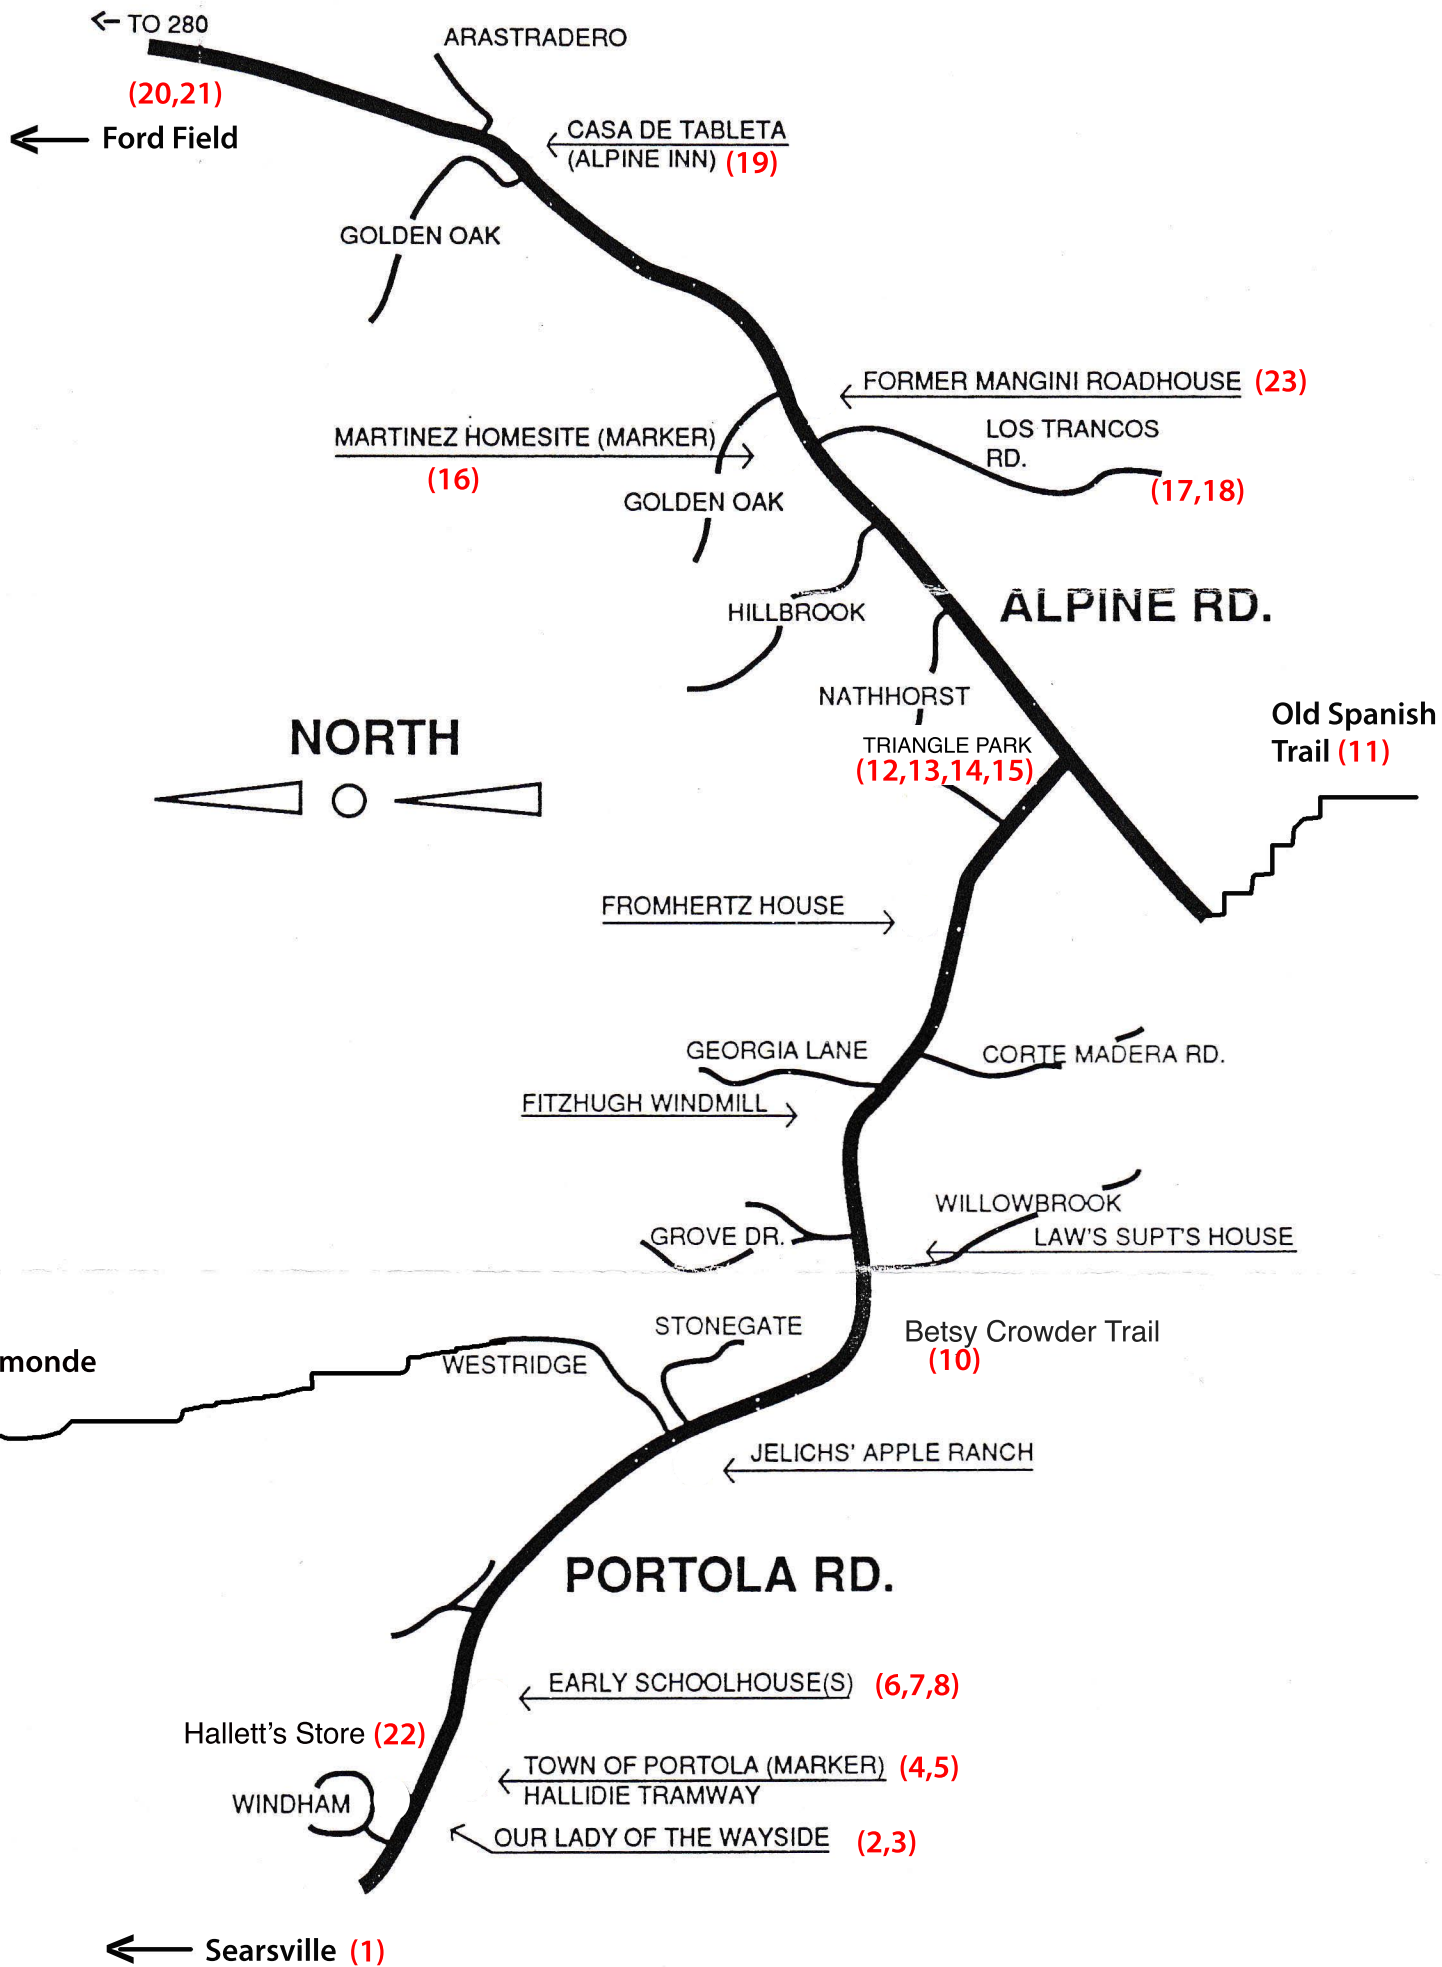 ← TO 280
ARASTRADERO
(20,21)
Ford Field
CASA DE TABLETA
(ALPINE INN) (19)
GOLDEN OAK
FORMER MANGINI ROADHOUSE (23)
MARTINEZ HOMESITE (MARKER)
(16)
LOS TRANCOS
RD.
(17,18)
GOLDEN OAK
HILLBROOK
ALPINE RD.
NATHHORST
NORTH
TRIANGLE PARK
(12,13,14,15)
Old Spanish
Trail (11)
FROMHERTZ HOUSE
GEORGIA LANE
CORTE MADERA RD.
FITZHUGH WINDMILL
WILLOWBROOK
GROVE DR.
LAW'S SUPT'S HOUSE
STONEGATE
Betsy Crowder Trail
(10)
monde
WESTRIDGE
JELICHS' APPLE RANCH
PORTOLA RD.
EARLY SCHOOLHOUSE(S) (6,7,8)
Hallett's Store (22)
TOWN OF PORTOLA (MARKER) (4,5)
HALLIDIE TRAMWAY
WINDHAM
OUR LADY OF THE WAYSIDE (2,3)
Searsville (1)